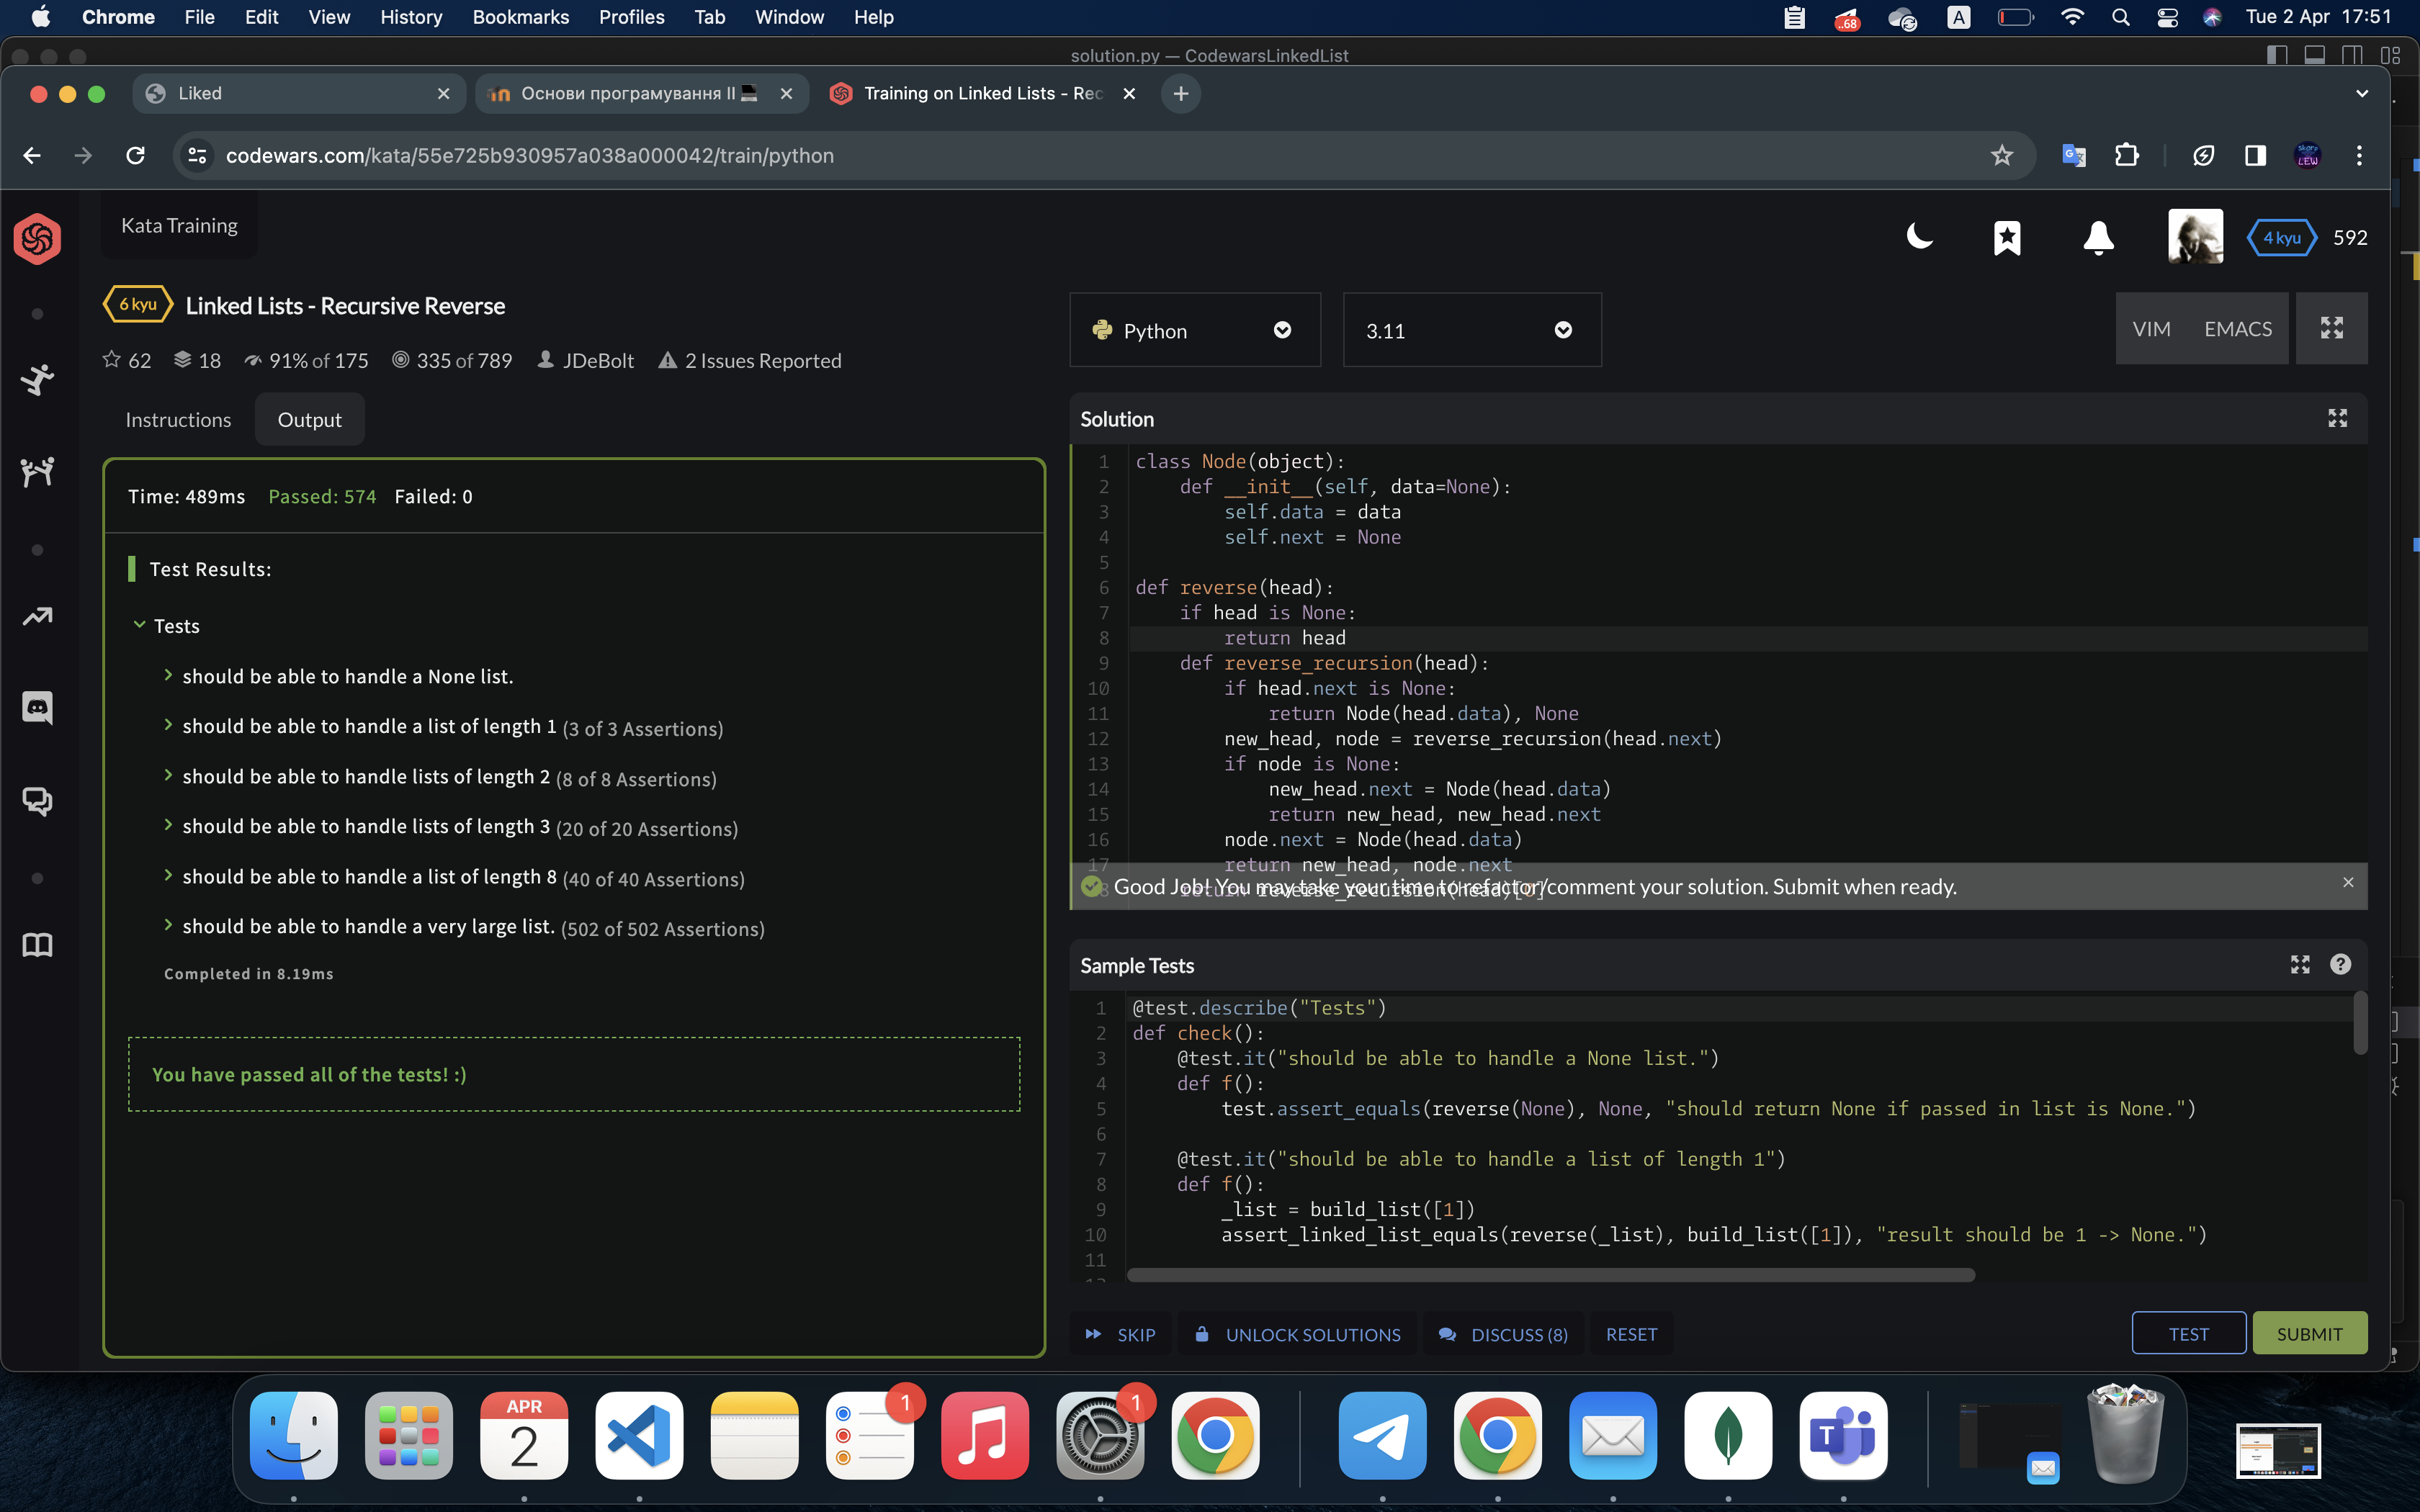 Chrome File Edit View History Bookmarks Profiles Tab Window Help
..68 A Tue 2 Apr 17:51
solution.py — CodewarsLinkedList
Liked
Основи програмування II
Training on Linked Lists - Rec
codewars.com/kata/55e725b930957a038a000042/train/python
Kata Training
4 kyu 592
6 kyu Linked Lists - Recursive Reverse
62 18 91% of 175 335 of 789 JDeBolt 2 Issues Reported
Instructions Output
Time: 489ms Passed: 574 Failed: 0
Test Results:
Tests
should be able to handle a None list.
should be able to handle a list of length 1 (3 of 3 Assertions)
should be able to handle lists of length 2 (8 of 8 Assertions)
should be able to handle lists of length 3 (20 of 20 Assertions)
should be able to handle a list of length 8 (40 of 40 Assertions)
should be able to handle a very large list. (502 of 502 Assertions)
Completed in 8.19ms
You have passed all of the tests! :)
Python
3.11
VIM EMACS
Solution
1 class Node(object):
2 def __init__(self, data=None):
3 self.data = data
4 self.next = None
5
6 def reverse(head):
7 if head is None:
8 return head
9 def reverse_recursion(head):
10 if head.next is None:
11 return Node(head.data), None
12 new_head, node = reverse_recursion(head.next)
13 if node is None:
14 new_head.next = Node(head.data)
15 return new_head, new_head.next
16 node.next = Node(head.data)
17 return new_head, node.next
return reverse_recursion(head)[0]
Good Job! You may take your time to refactor/comment your solution. Submit when ready.
Sample Tests
1 @test.describe("Tests")
2 def check():
3 @test.it("should be able to handle a None list.")
4 def f():
5 test.assert_equals(reverse(None), None, "should return None if passed in list is None.")
6
7 @test.it("should be able to handle a list of length 1")
8 def f():
9 _list = build_list([1])
10 assert_linked_list_equals(reverse(_list), build_list([1]), "result should be 1 -> None.")
11
SKIP UNLOCK SOLUTIONS DISCUSS (8) RESET
TEST SUBMIT
APR
2
1
1
T